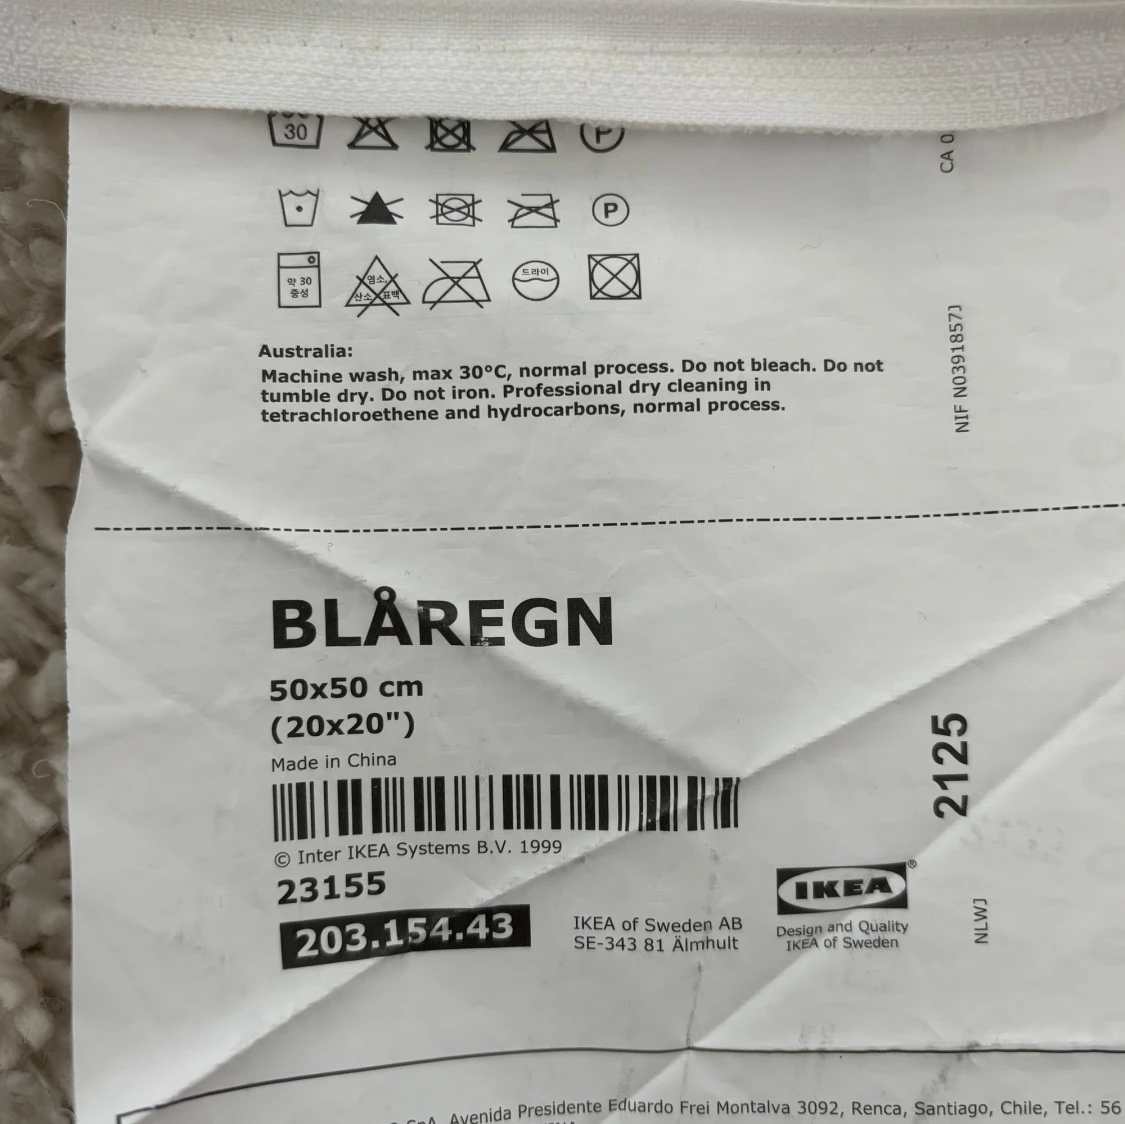 30
P
CA 0
P
약 30
중성
염소,
산소 표백
드라이
Australia:
Machine wash, max 30°C, normal process. Do not bleach. Do not
tumble dry. Do not iron. Professional dry cleaning in
tetrachloroethene and hydrocarbons, normal process.
NIF N0391857J
BLÅREGN
50x50 cm
(20x20")
Made in China
© Inter IKEA Systems B.V. 1999
23155
203.154.43
IKEA of Sweden AB
SE-343 81 Älmhult
IKEA®
Design and Quality
IKEA of Sweden
2125
NLWJ
Avenida Presidente Eduardo Frei Montalva 3092, Renca, Santiago, Chile, Tel.: 56